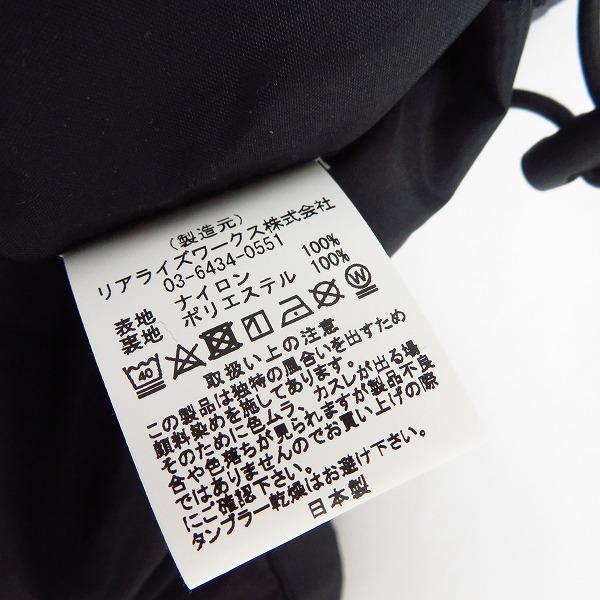 (製造元)
リアライズワークス株式会社
03-6434-0551
表地 ナイロン 100%
裏地 ポリエステル 100%
40 W
取扱い上の注意
この製品は独特の風合いを出すため
顔料染めを施してあります。
そのために色ムラ、カスレが出る場
合や色落ちが見られますが製品不良
ではありませんのでお買い上げの際
にご確認下さい。
タンブラー乾燥はお避け下さい。
日本製